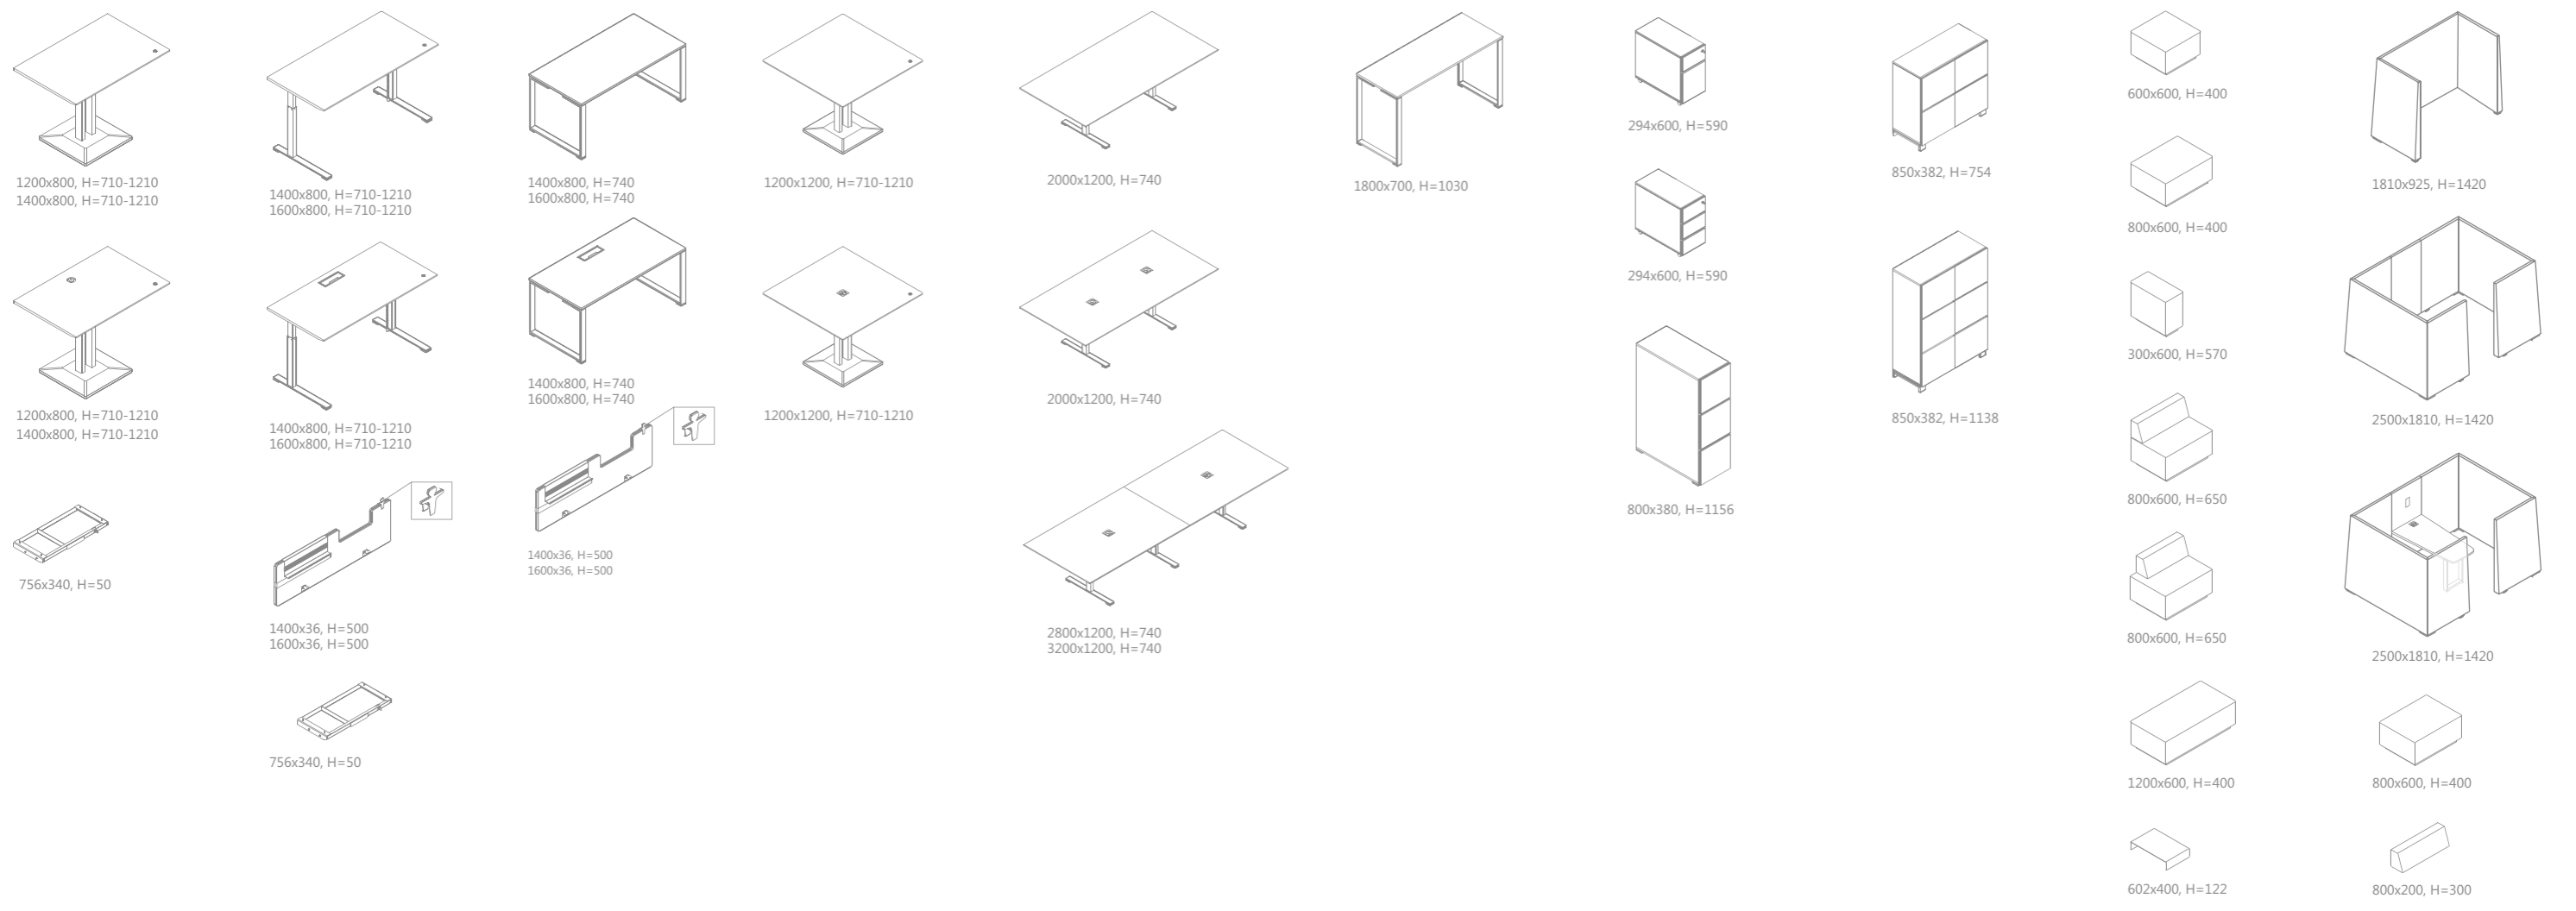 1200x800, H=710-1210
1400x800, H=710-1210
1200x800, H=710-1210
1400x800, H=710-1210
756x340, H=50
1400x800, H=710-1210
1600x800, H=710-1210
1400x800, H=710-1210
1600x800, H=710-1210
1400x36, H=500
1600x36, H=500
756x340, H=50
1400x800, H=740
1600x800, H=740
1400x800, H=740
1600x800, H=740
1400x36, H=500
1600x36, H=500
1200x1200, H=710-1210
1200x1200, H=710-1210
2000x1200, H=740
2000x1200, H=740
2800x1200, H=740
3200x1200, H=740
1800x700, H=1030
294x600, H=590
294x600, H=590
800x380, H=1156
850x382, H=754
850x382, H=1138
600x600, H=400
800x600, H=400
300x600, H=570
800x600, H=650
800x600, H=650
1200x600, H=400
602x400, H=122
1810x925, H=1420
2500x1810, H=1420
2500x1810, H=1420
800x600, H=400
800x200, H=300